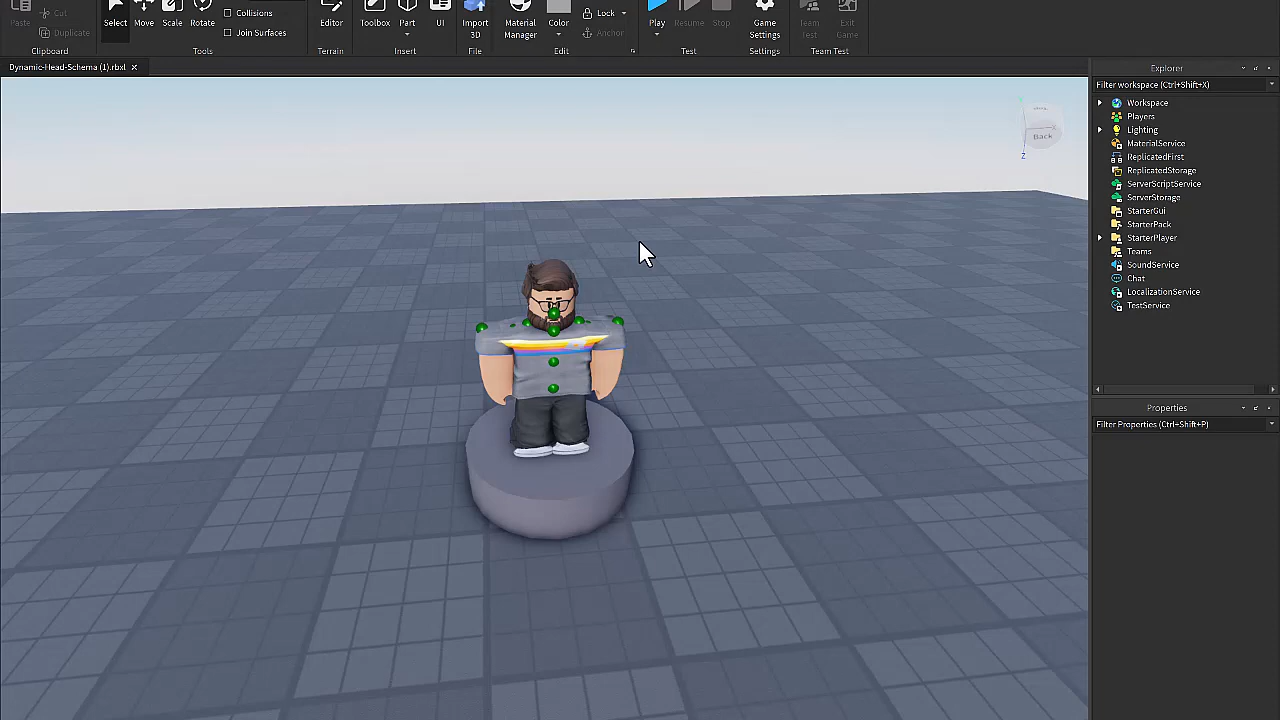 Paste
Cut
Duplicate
Clipboard
Select
Move
Scale
Rotate
Collisions
Join Surfaces
Tools
Editor
Terrain
Toolbox
Part
UI
Insert
Import
3D
File
Material
Manager
Color
Lock
Anchor
Edit
Play
Resume
Stop
Test
Game
Settings
Settings
Team
Test
Exit
Game
Team Test
Dynamic-Head-Schema (1).rbxl
Back
Z
Explorer
Filter workspace (Ctrl+Shift+X)
Workspace
Players
Lighting
MaterialService
ReplicatedFirst
ReplicatedStorage
ServerScriptService
ServerStorage
StarterGui
StarterPack
StarterPlayer
Teams
SoundService
Chat
LocalizationService
TestService
Properties
Filter Properties (Ctrl+Shift+P)